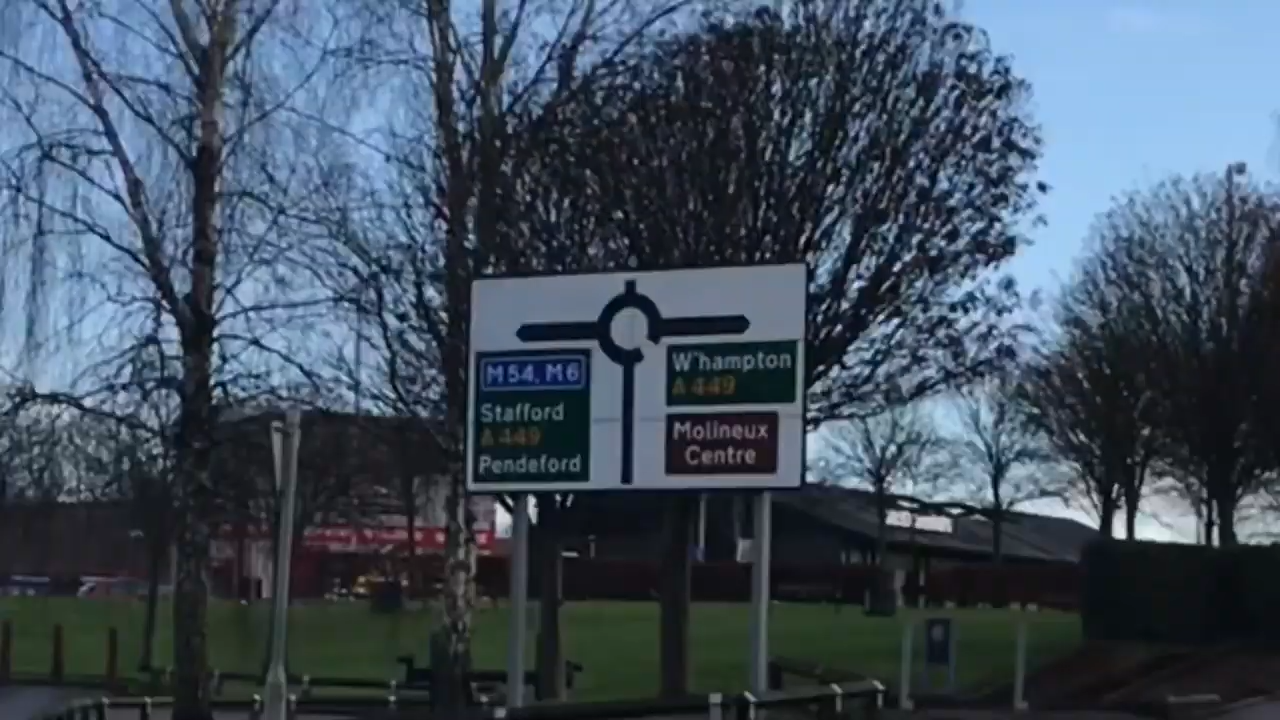 M54, M6
Stafford
A 449
Pendeford
W'hampton
A 449
Molineux
Centre